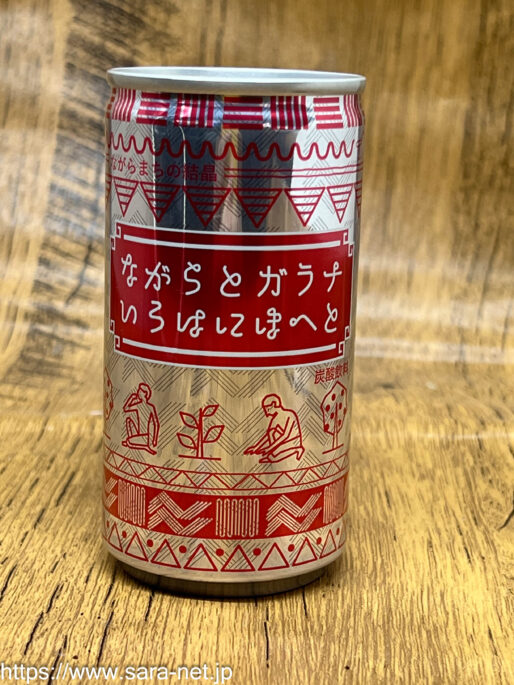 ながらまちの結晶
ながらとガラナ
いろはにほへと
炭酸飲料
https://www.sara-net.jp